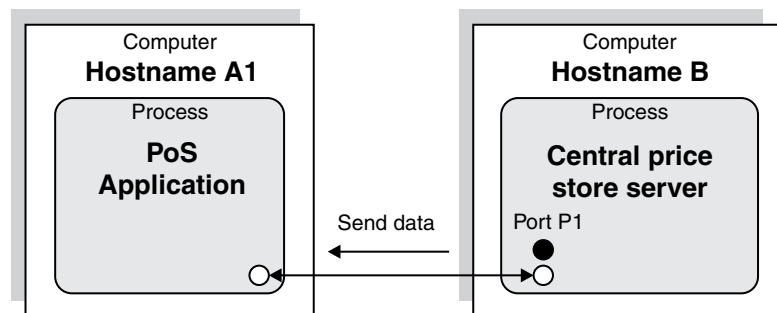 Computer
Hostname A1
Process
PoS
Application
Send data
Computer
Hostname B
Process
Central price
store server
Port P1